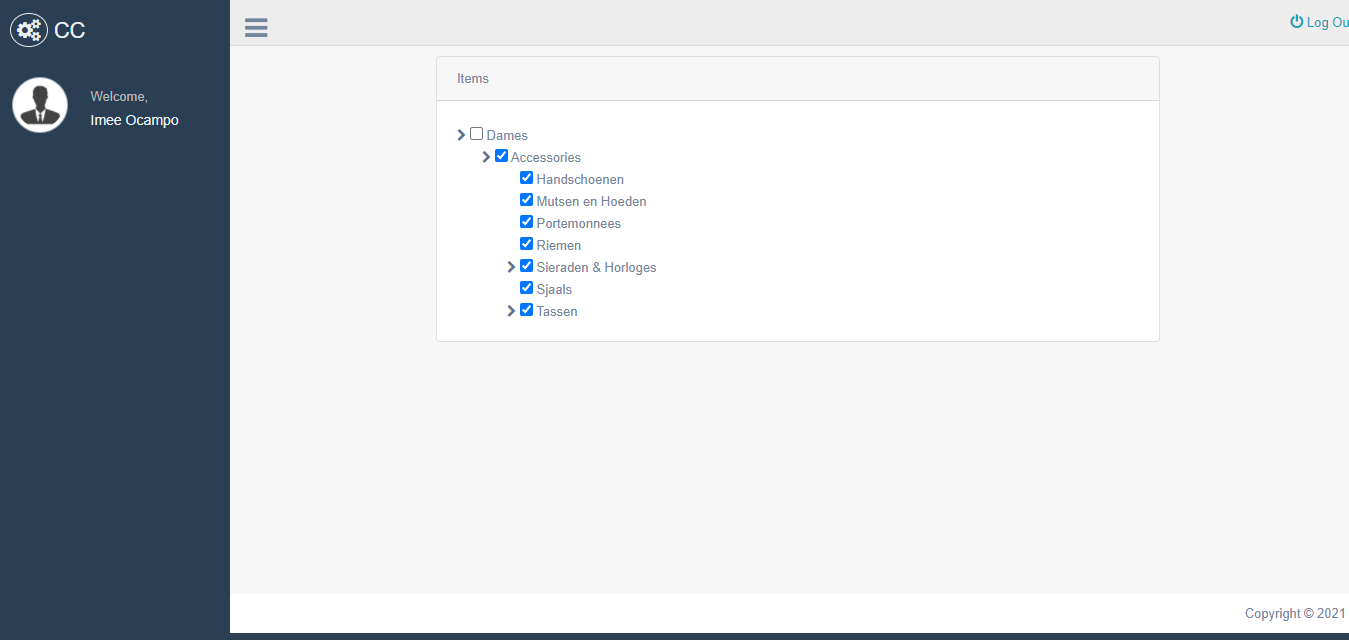 CC
Log Ou
Welcome,
Imee Ocampo
Items
Dames
Accessories
Handschoenen
Mutsen en Hoeden
Portemonnees
Riemen
Sieraden & Horloges
Sjaals
Tassen
Copyright © 2021